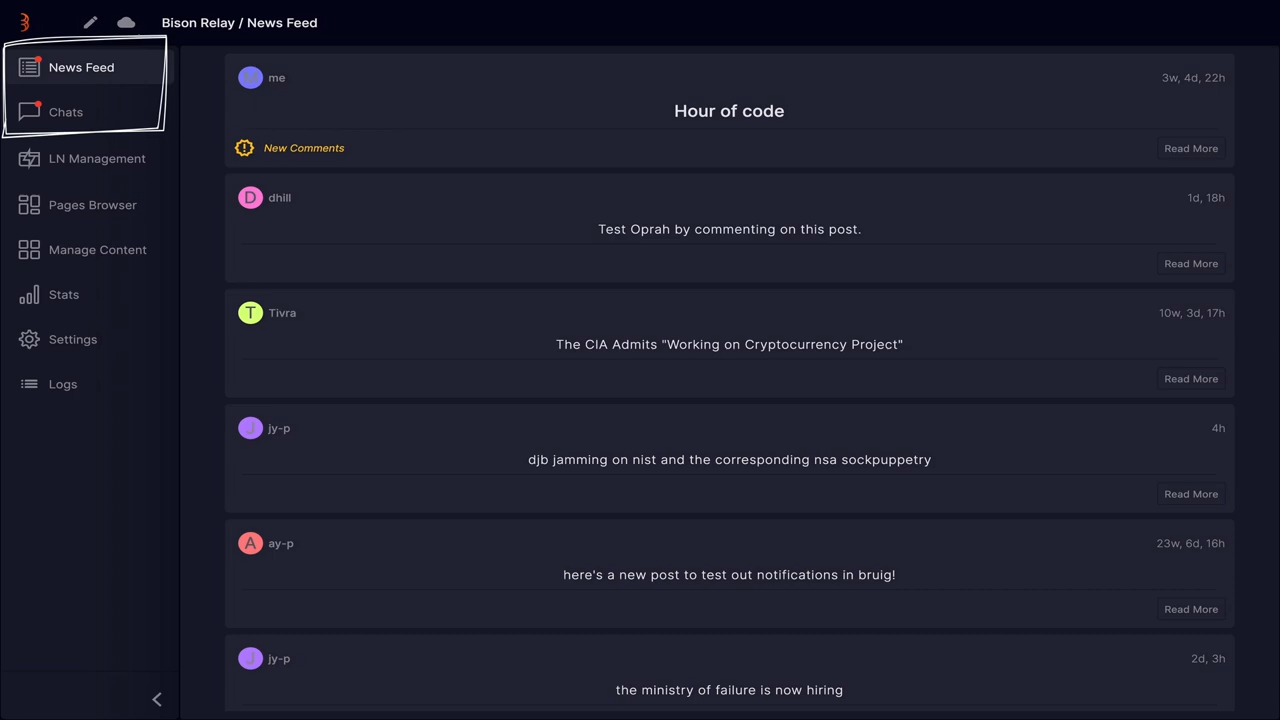 Bison Relay / News Feed
News Feed
Chats
LN Management
Pages Browser
Manage Content
Stats
Settings
Logs
me
3w, 4d, 22h
Hour of code
New Comments
Read More
D
dhill
1d, 18h
Test Oprah by commenting on this post.
Read More
T
Tivra
10w, 3d, 17h
The CIA Admits "Working on Cryptocurrency Project"
Read More
J
jy-p
4h
djb jamming on nist and the corresponding nsa sockpuppetry
Read More
A
ay-p
23w, 6d, 16h
here's a new post to test out notifications in bruig!
Read More
J
jy-p
2d, 3h
the ministry of failure is now hiring